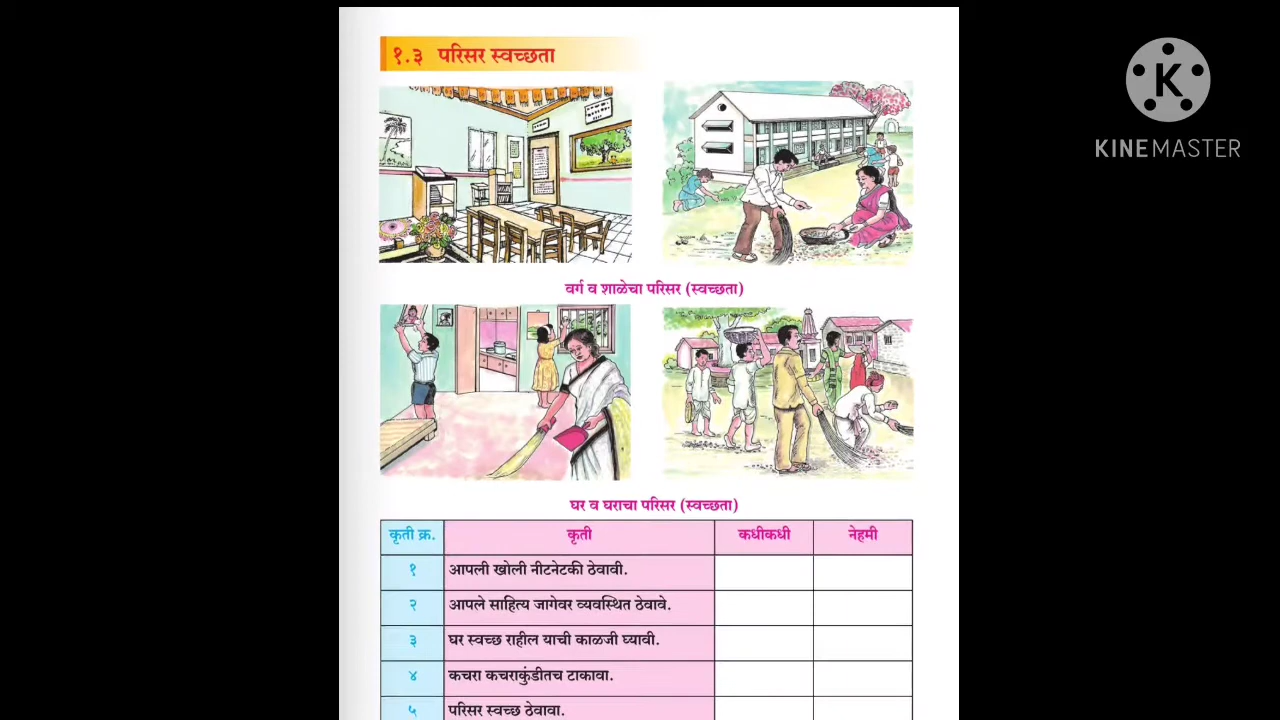 १.३ परिसर स्वच्छता
KINEMASTER
वर्ग व शाळेचा परिसर (स्वच्छता)
घर व घराचा परिसर (स्वच्छता)
कृती क्र. कृती कधीकधी नेहमी
१ आपली खोली नीटनेटकी ठेवावी.
२ आपले साहित्य जागेवर व्यवस्थित ठेवावे.
३ घर स्वच्छ राहील याची काळजी घ्यावी.
४ कचरा कचराकुंडीतच टाकावा.
५ परिसर स्वच्छ ठेवावा.